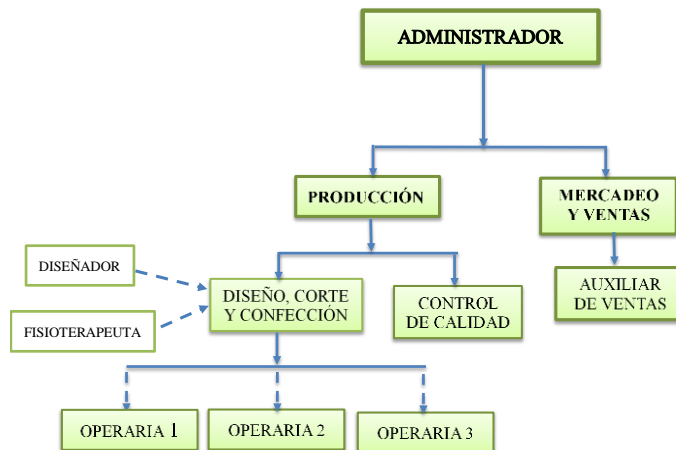 ADMINISTRADOR
PRODUCCIÓN
MERCADEO
Y VENTAS
DISEÑADOR
FISIOTERAPEUTA
DISEÑO, CORTE
Y CONFECCIÓN
CONTROL
DE CALIDAD
AUXILIAR
DE VENTAS
OPERARIA 1
OPERARIA 2
OPERARIA 3